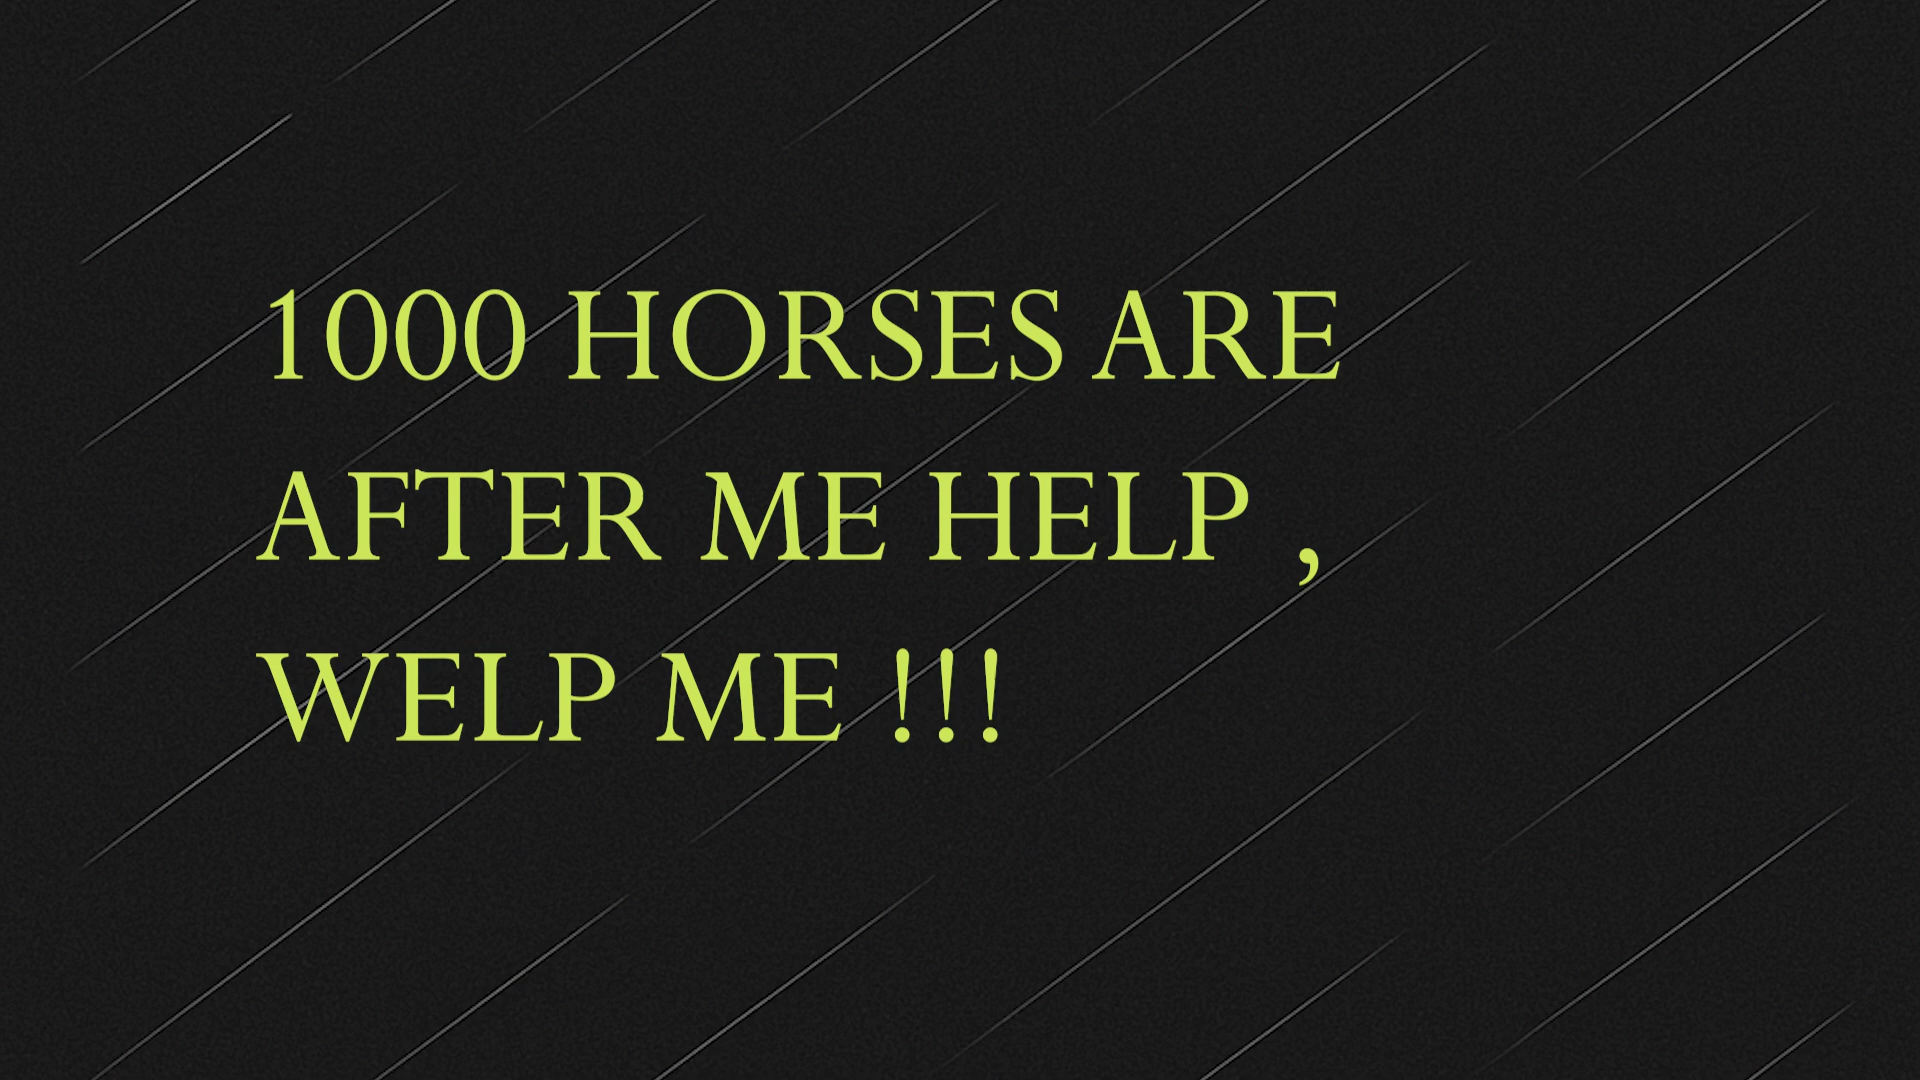 1000 HORSES ARE
AFTER ME HELP ,
WELP ME !!!